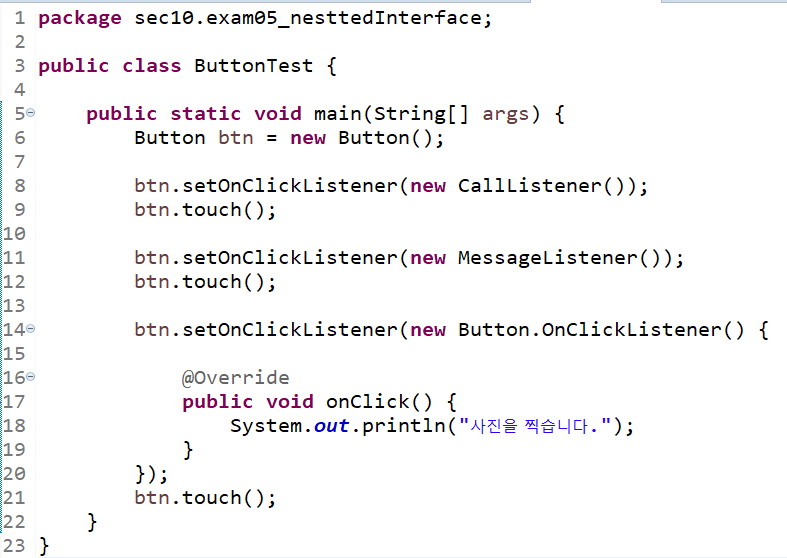 1 package sec10.exam05_nesttedInterface;
2
3 public class ButtonTest {
4
5     public static void main(String[] args) {
6         Button btn = new Button();
7
8         btn.setOnClickListener(new CallListener());
9         btn.touch();
10
11         btn.setOnClickListener(new MessageListener());
12         btn.touch();
13
14         btn.setOnClickListener(new Button.OnClickListener() {
15
16             @Override
17             public void onClick() {
18                 System.out.println("사진을 찍습니다.");
19             }
20         });
21         btn.touch();
22     }
23 }